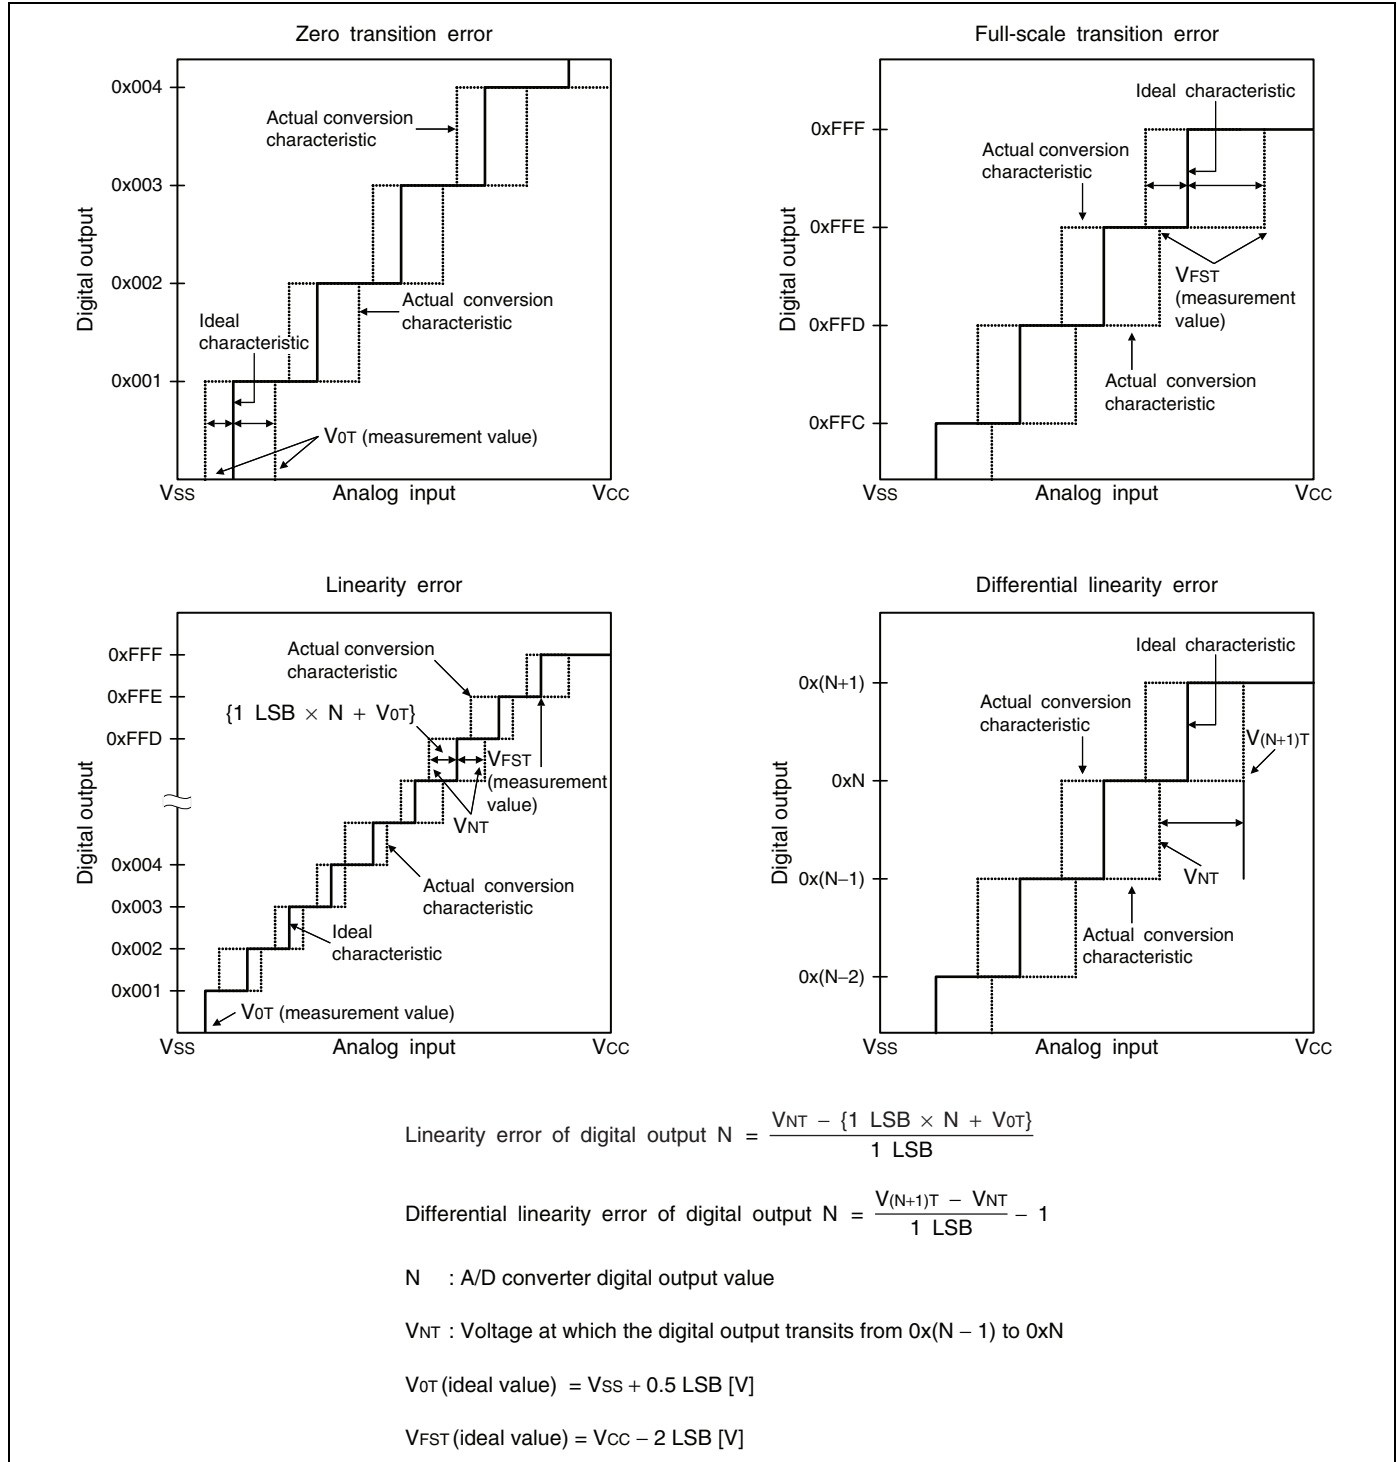 Zero transition error
0x004
0x003
0x002
0x001
Digital output
Actual conversion
characteristic
Actual conversion
characteristic
Ideal
characteristic
V0T (measurement value)
VSS
Analog input
VCC
Full-scale transition error
0xFFF
0xFFE
0xFFD
0xFFC
Digital output
Ideal characteristic
Actual conversion
characteristic
VFST
(measurement
value)
Actual conversion
characteristic
VSS
Analog input
VCC
Linearity error
0xFFF
0xFFE
0xFFD
0x004
0x003
0x002
0x001
Digital output
Actual conversion
characteristic
{1 LSB × N + V0T}
VFST
(measurement
value)
VNT
Actual conversion
characteristic
Ideal
characteristic
V0T (measurement value)
VSS
Analog input
VCC
Differential linearity error
0x(N+1)
0xN
0x(N−1)
0x(N−2)
Digital output
Ideal characteristic
Actual conversion
characteristic
V(N+1)T
VNT
Actual conversion
characteristic
VSS
Analog input
VCC
Linearity error of digital output N = VNT − {1 LSB × N + V0T}
1 LSB
Differential linearity error of digital output N = V(N+1)T − VNT
1 LSB
− 1
N : A/D converter digital output value
VNT : Voltage at which the digital output transits from 0x(N − 1) to 0xN
V0T (ideal value) = VSS + 0.5 LSB [V]
VFST (ideal value) = VCC − 2 LSB [V]